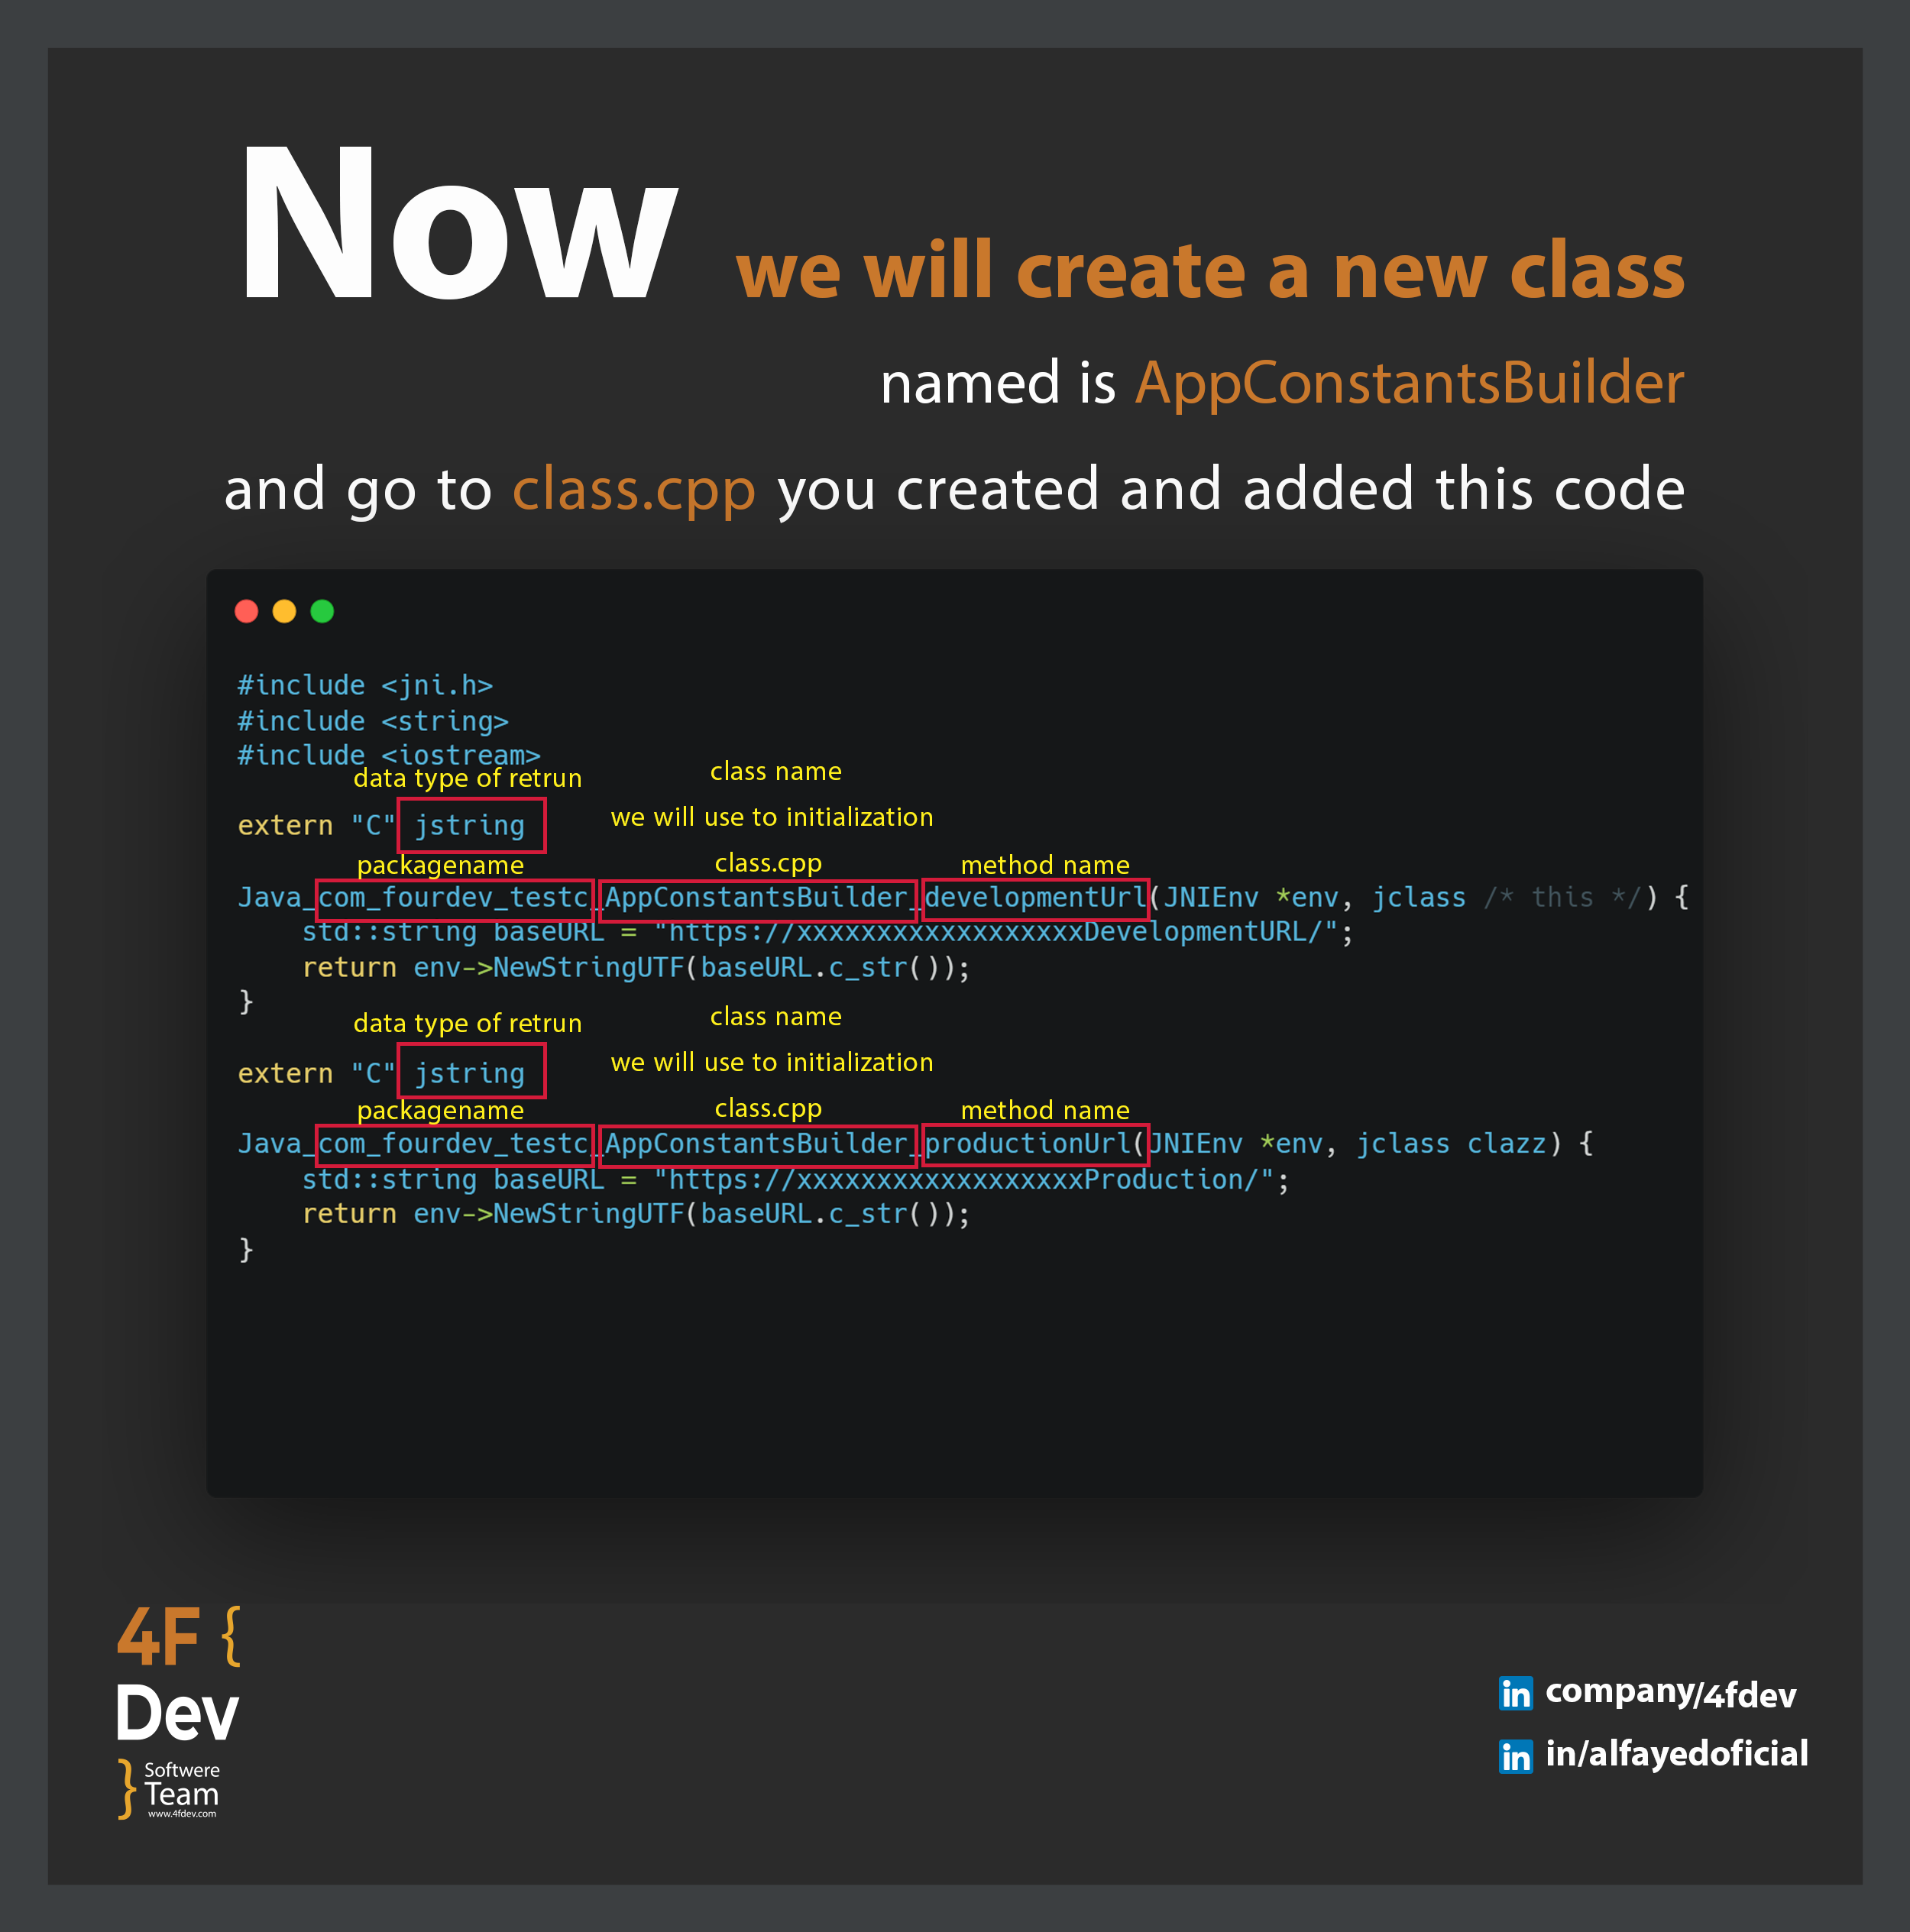 Now we will create a new class
named is AppConstantsBuilder
and go to class.cpp you created and added this code
#include <jni.h>
#include <string>
#include <iostream>
data type of retrun
class name
extern "C" jstring
we will use to initialization
packagename
class.cpp
method name
Java_com_fourdev_testc_AppConstantsBuilder_developmentUrl(JNIEnv *env, jclass /* this */) {
    std::string baseURL = "https://xxxxxxxxxxxxxxxxxxDevelopmentURL/";
    return env->NewStringUTF(baseURL.c_str());
}
data type of retrun
class name
extern "C" jstring
we will use to initialization
packagename
class.cpp
method name
Java_com_fourdev_testc_AppConstantsBuilder_productionUrl(JNIEnv *env, jclass clazz) {
    std::string baseURL = "https://xxxxxxxxxxxxxxxxxxProduction/";
    return env->NewStringUTF(baseURL.c_str());
}
4F {
Dev
} Softwere
Team
www.4fdev.com
in company/4fdev
in in/alfayedoficial